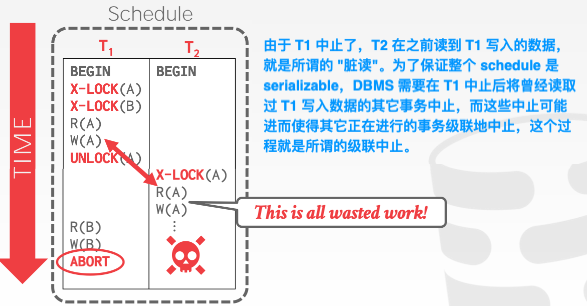 Schedule
T1 T2
BEGIN BEGIN
X-LOCK(A)
X-LOCK(B)
R(A)
W(A)
UNLOCK(A)
X-LOCK(A)
R(A)
W(A)
⋮
R(B)
W(B)
ABORT
TIME
This is all wasted work!
由于 T1 中止了，T2 在之前读到 T1 写入的数据，
就是所谓的 "脏读"。为了保证整个 schedule 是
serializable，DBMS 需要在 T1 中止后将曾经读取
过 T1 写入数据的其它事务中止，而这些中止可能
进而使得其它正在进行的事务级联地中止，这个过
程就是所谓的级联中止。